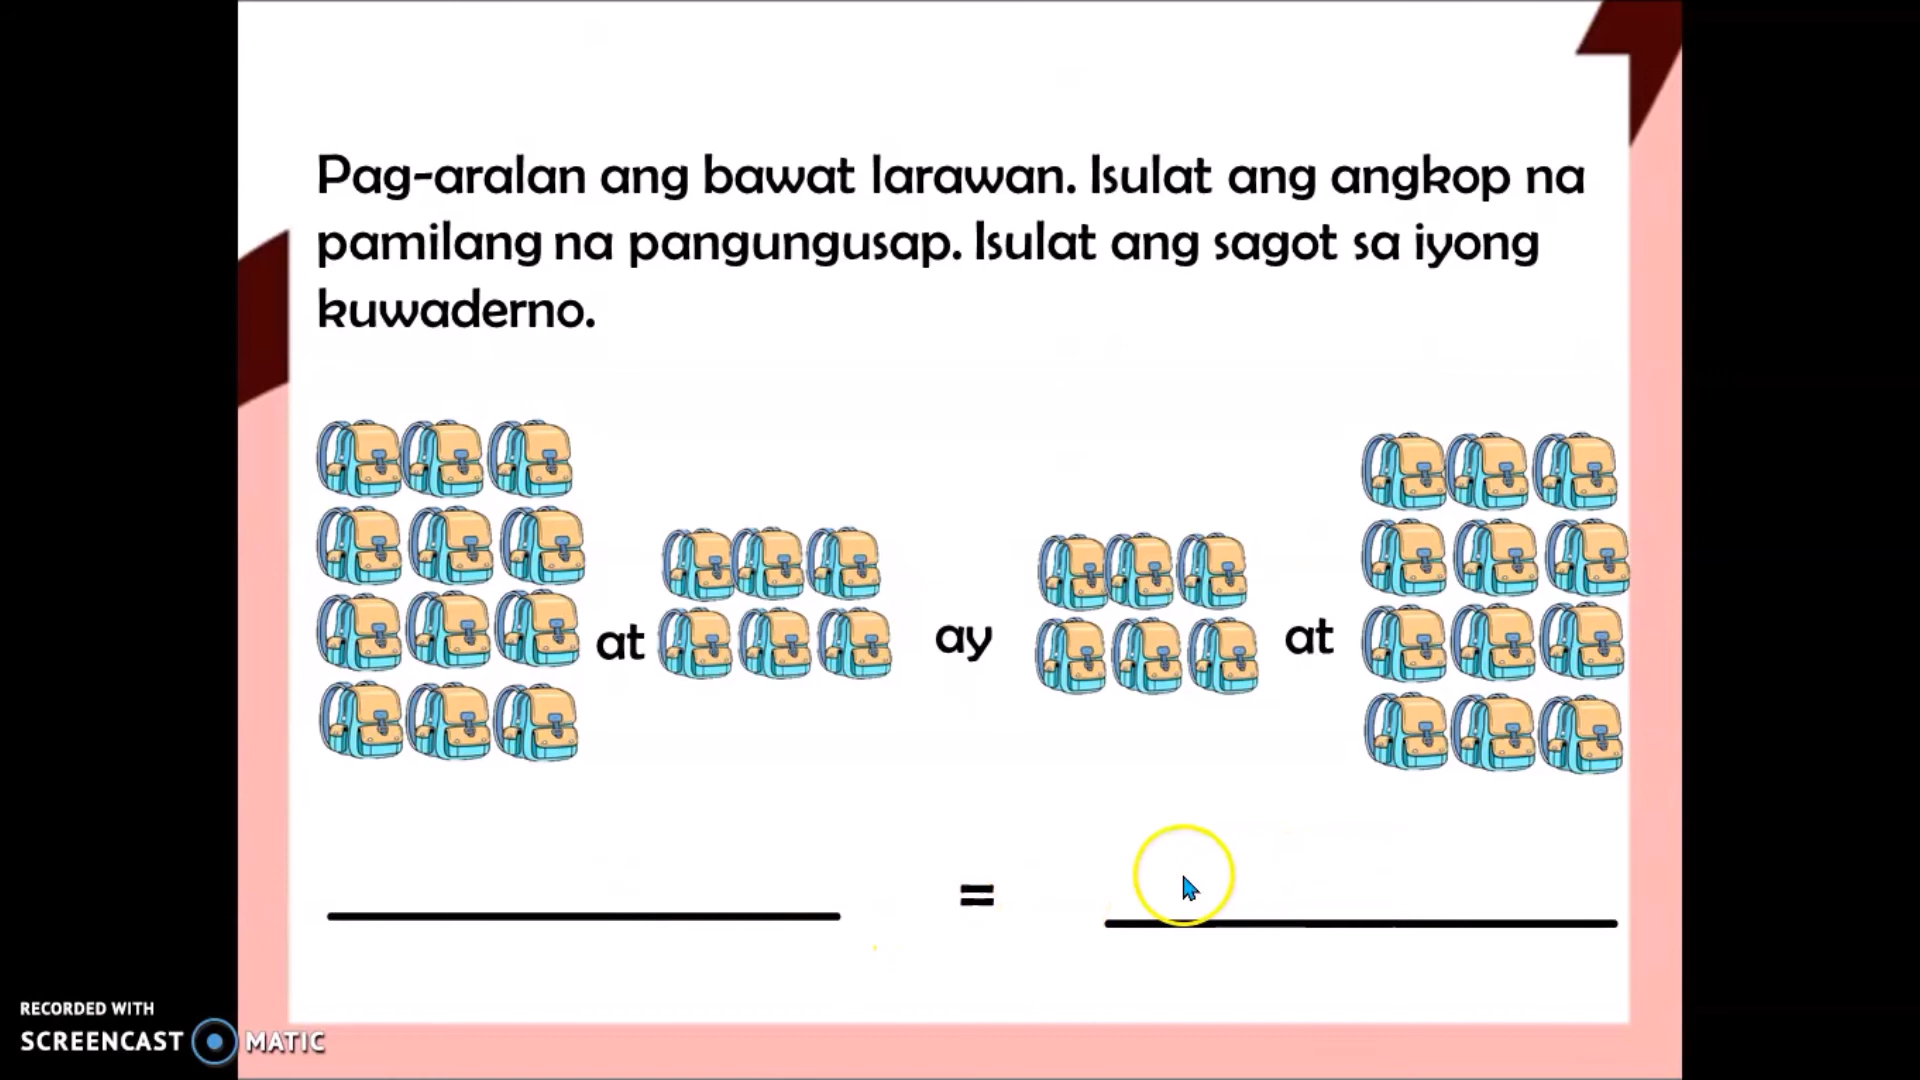 Pag-aralan ang bawat larawan. Isulat ang angkop na
pamilang na pangungusap. Isulat ang sagot sa iyong
kuwaderno.
at ay at
=
RECORDED WITH
SCREENCAST MATIC